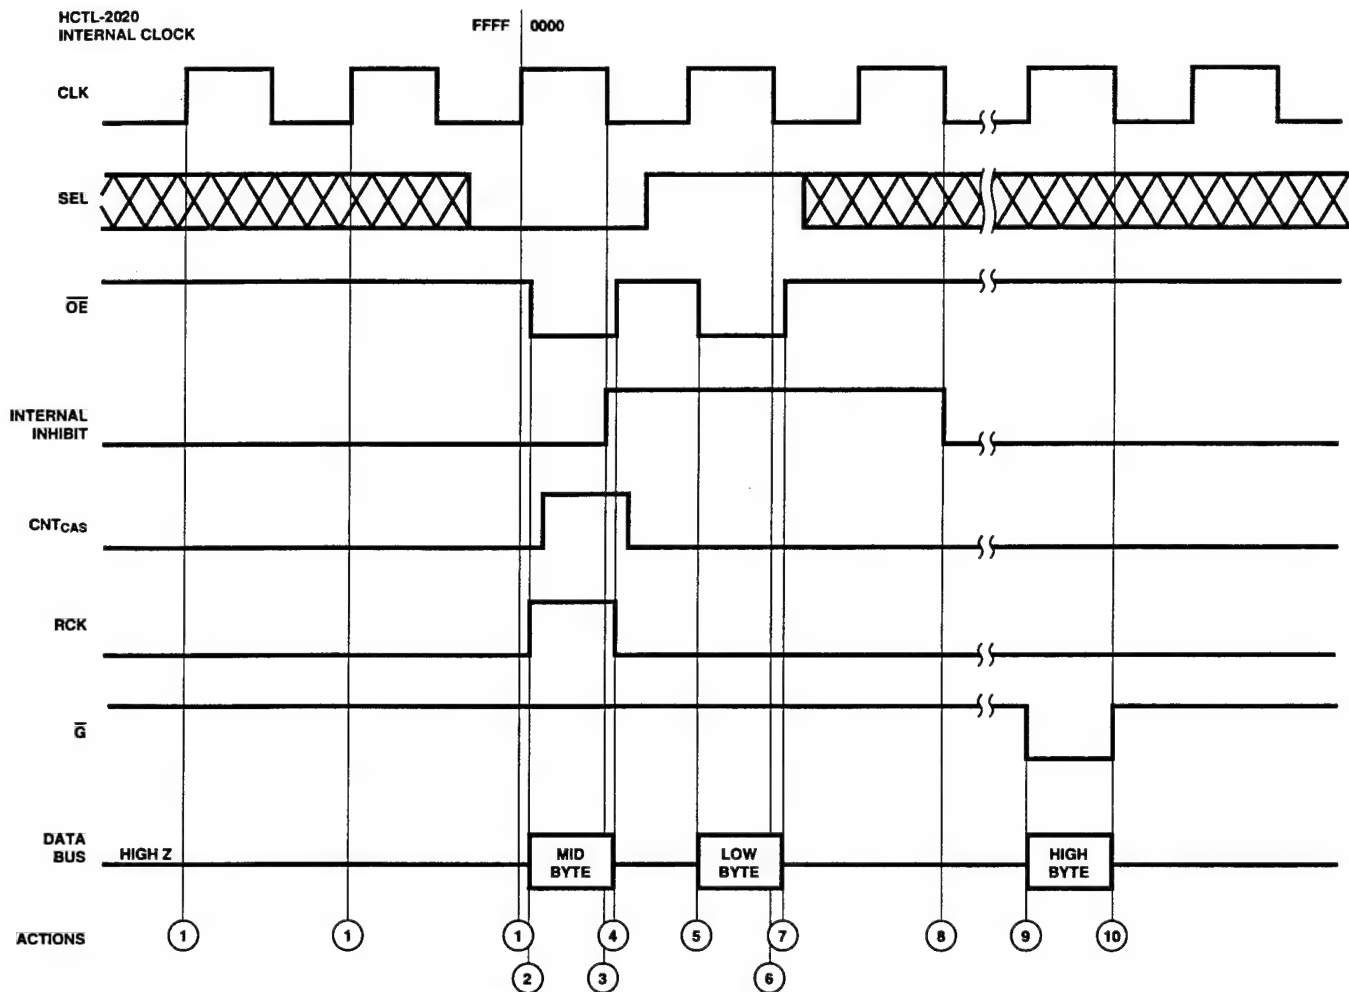 HCTL-2020
INTERNAL CLOCK
FFFF 0000
CLK
SEL
OE
INTERNAL
INHIBIT
CNTCAS
RCK
G
DATA
BUS
HIGH Z
MID
BYTE
LOW
BYTE
HIGH
BYTE
ACTIONS
1 1 1 4 5 7 8 9 10
2 3 6